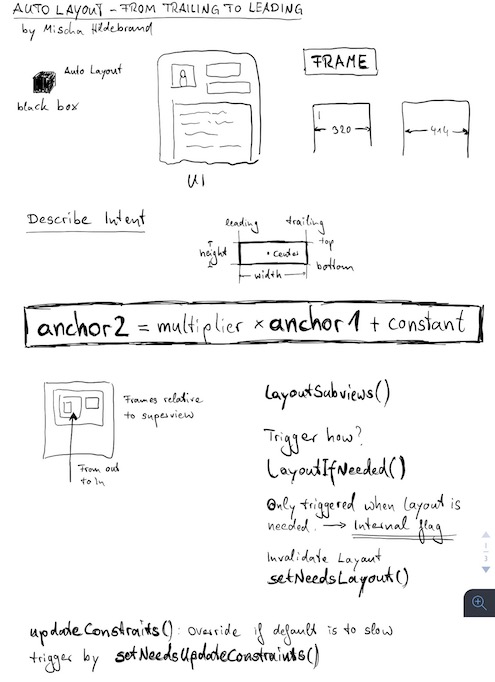 AUTO LAYOUT - FROM TRAILING TO LEADING
by Mischa Hildebrand
Auto Layout
black box
UI
FRAME
320
414
Describe Intent
leading trailing
top
height
center
bottom
width
anchor2 = multiplier × anchor1 + constant
Frames relative
to superview
From out
to In
LayoutSubviews()
Trigger how?
LayoutIfNeeded()
Only triggered when layout is
needed. → Internal flag
Invalidate Layout
setNeedsLayout()
updateConstraits(): Override if default is to slow
trigger by setNeedsUpdateConstraints()
1/3